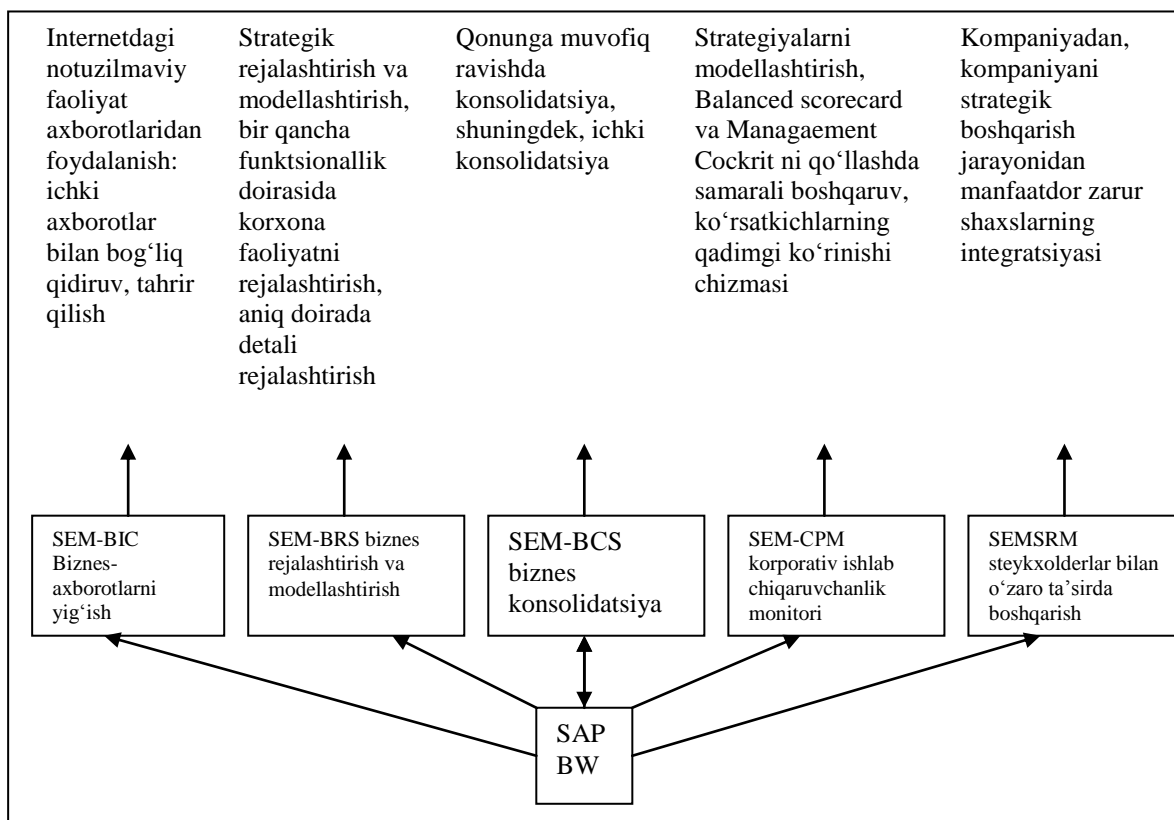 Internetdagi
notuzilmaviy
faoliyat
axborotlaridan
foydalanish:
ichki
axborotlar
bilan bog‘liq
qidiruv, tahrir
qilish
Strategik
rejalashtirish va
modellashtirish,
bir qancha
funktsionallik
doirasida
korxona
faoliyatni
rejalashtirish,
aniq doirada
detali
rejalashtirish
Qonunga muvofiq
ravishda
konsolidatsiya,
shuningdek, ichki
konsolidatsiya
Strategiyalarni
modellashtirish,
Balanced scorecard
va Managaement
Cockrit ni qo‘llashda
samarali boshqaruv,
ko‘rsatkichlarning
qadimgi ko‘rinishi
chizmasi
Kompaniyadan,
kompaniyani
strategik
boshqarish
jarayonidan
manfaatdor zarur
shaxslarning
integratsiyasi
SEM-BIC
Biznes-
axborotlarni
yig‘ish
SEM-BRS biznes
rejalashtirish va
modellashtirish
SEM-BCS
biznes
konsolidatsiya
SEM-CPM
korporativ ishlab
chiqaruvchanlik
monitori
SEMSRM
steykxolderlar bilan
o‘zaro ta’sirda
boshqarish
SAP
BW